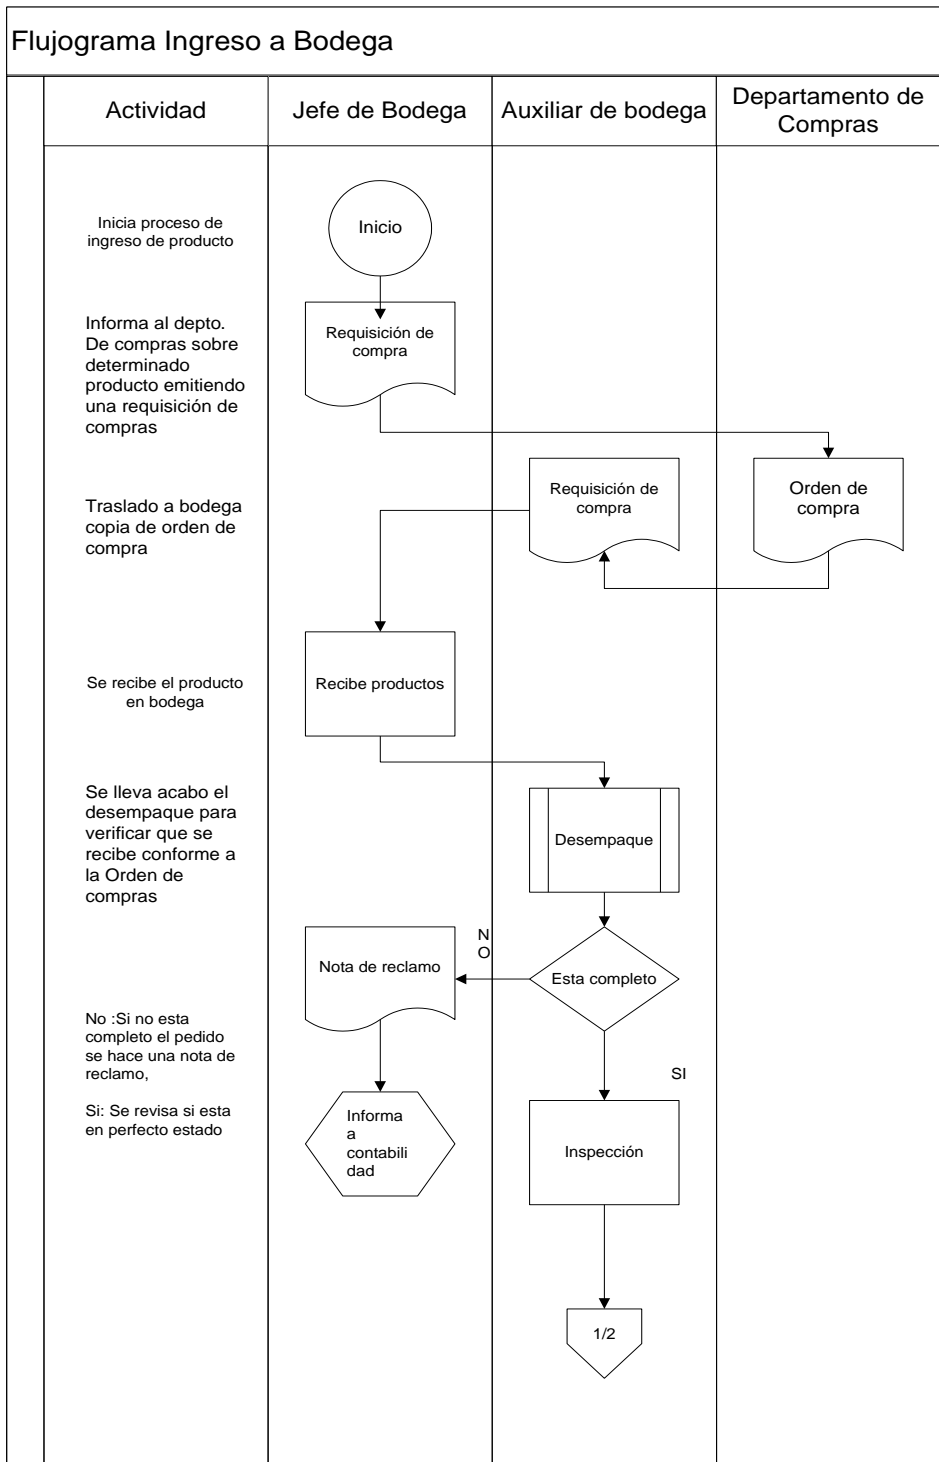 Flujograma Ingreso a Bodega
Actividad
Jefe de Bodega
Auxiliar de bodega
Departamento de
Compras
Inicia proceso de
ingreso de producto
Inicio
Informa al depto.
De compras sobre
determinado
producto emitiendo
una requisición de
compras
Requisición de
compra
Traslado a bodega
copia de orden de
compra
Requisición de
compra
Orden de
compra
Se recibe el producto
en bodega
Recibe productos
Se lleva acabo el
desempaque para
verificar que se
recibe conforme a
la Orden de
compras
Desempaque
Nota de reclamo
N
O
Esta completo
No :Si no esta
completo el pedido
se hace una nota de
reclamo,
Si: Se revisa si esta
en perfecto estado
SI
Informa
a
contabili
dad
Inspección
1/2